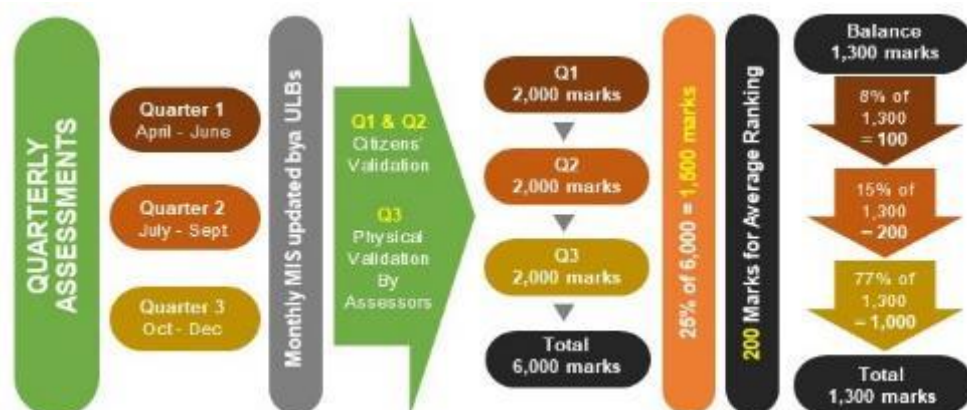 QUARTERLY
ASSESSMENTS
Quarter 1
April - June
Quarter 2
July - Sept
Quarter 3
Oct - Dec
Monthly MIS updated bya ULBs
Q1 & Q2
Citizens'
Validation
Q3
Physical
Validation
By
Assessors
Q1
2,000 marks
Q2
2,000 marks
Q3
2,000 marks
Total
6,000 marks
25% of 6,000 = 1,500 marks
200 Marks for Average Ranking
Balance
1,300 marks
8% of
1,300
= 100
15% of
1,300
– 200
77% of
1,300
– 1,000
Total
1,300 marks